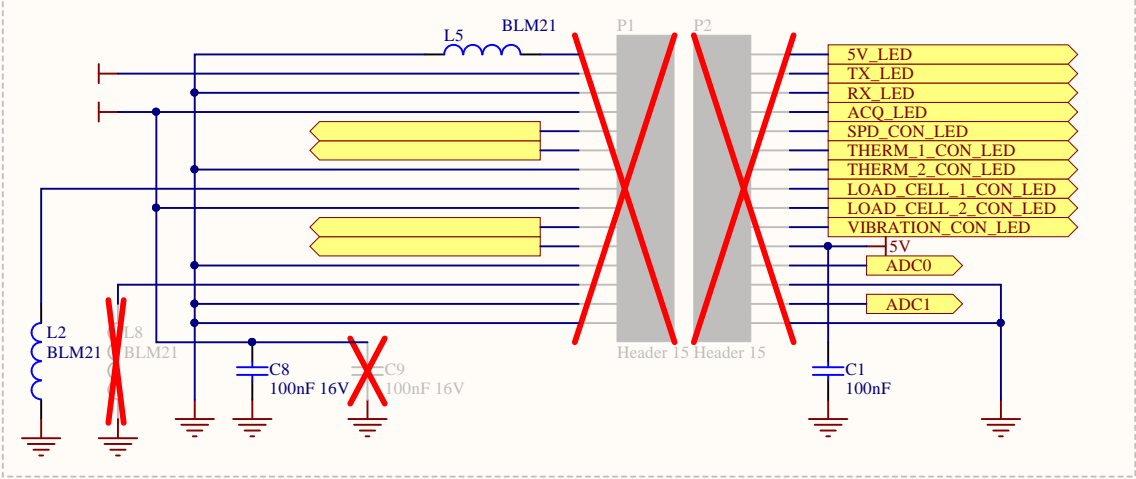 BLM21
P1
P2
L5
5V_LED
TX_LED
RX_LED
ACQ_LED
SPD_CON_LED
THERM_1_CON_LED
THERM_2_CON_LED
LOAD_CELL_1_CON_LED
LOAD_CELL_2_CON_LED
VIBRATION_CON_LED
5V
ADC0
ADC1
L2
BLM21
L8
BLM21
Header 15
Header 15
C8
100nF 16V
C9
100nF 16V
C1
100nF